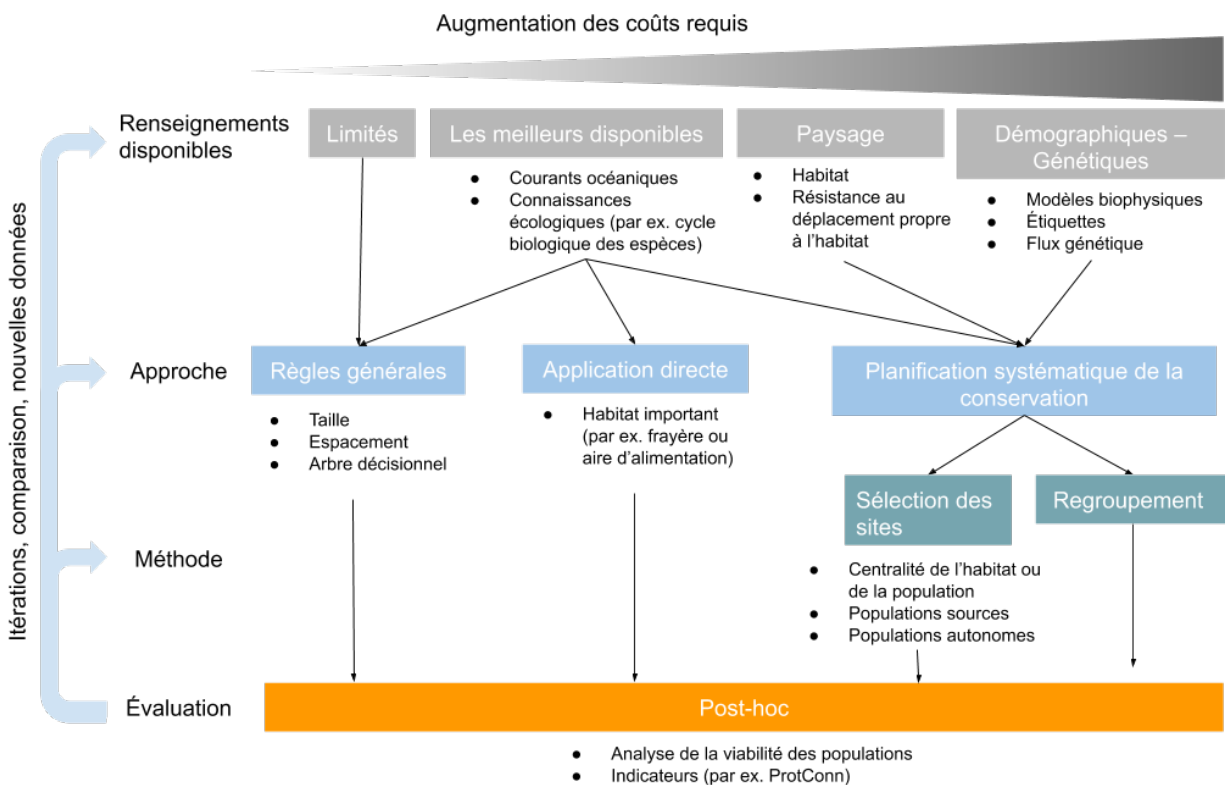 Augmentation des coûts requis
Itérations, comparaison, nouvelles données
Renseignements
disponibles
Limités
Les meilleurs disponibles
Paysage
Démographiques –
Génétiques
● Courants océaniques
● Connaissances
écologiques (par ex. cycle
biologique des espèces)
● Habitat
● Résistance au
déplacement propre
à l’habitat
● Modèles biophysiques
● Étiquettes
● Flux génétique
Approche
Règles générales
Application directe
Planification systématique de la
conservation
● Taille
● Espacement
● Arbre décisionnel
● Habitat important
(par ex. frayère ou
aire d’alimentation)
Méthode
Sélection des
sites
Regroupement
● Centralité de l’habitat ou
de la population
● Populations sources
● Populations autonomes
Évaluation
Post-hoc
● Analyse de la viabilité des populations
● Indicateurs (par ex. ProtConn)